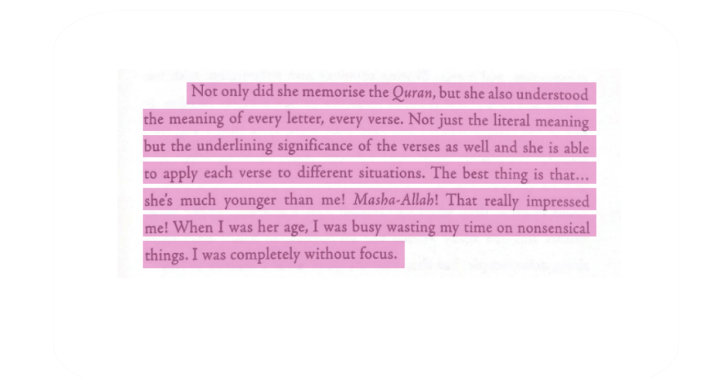 Not only did she memorise the Quran, but she also understood
the meaning of every letter, every verse. Not just the literal meaning
but the underlining significance of the verses as well and she is able
to apply each verse to different situations. The best thing is that...
she's much younger than me! Masha-Allah! That really impressed
me! When I was her age, I was busy wasting my time on nonsensical
things. I was completely without focus.